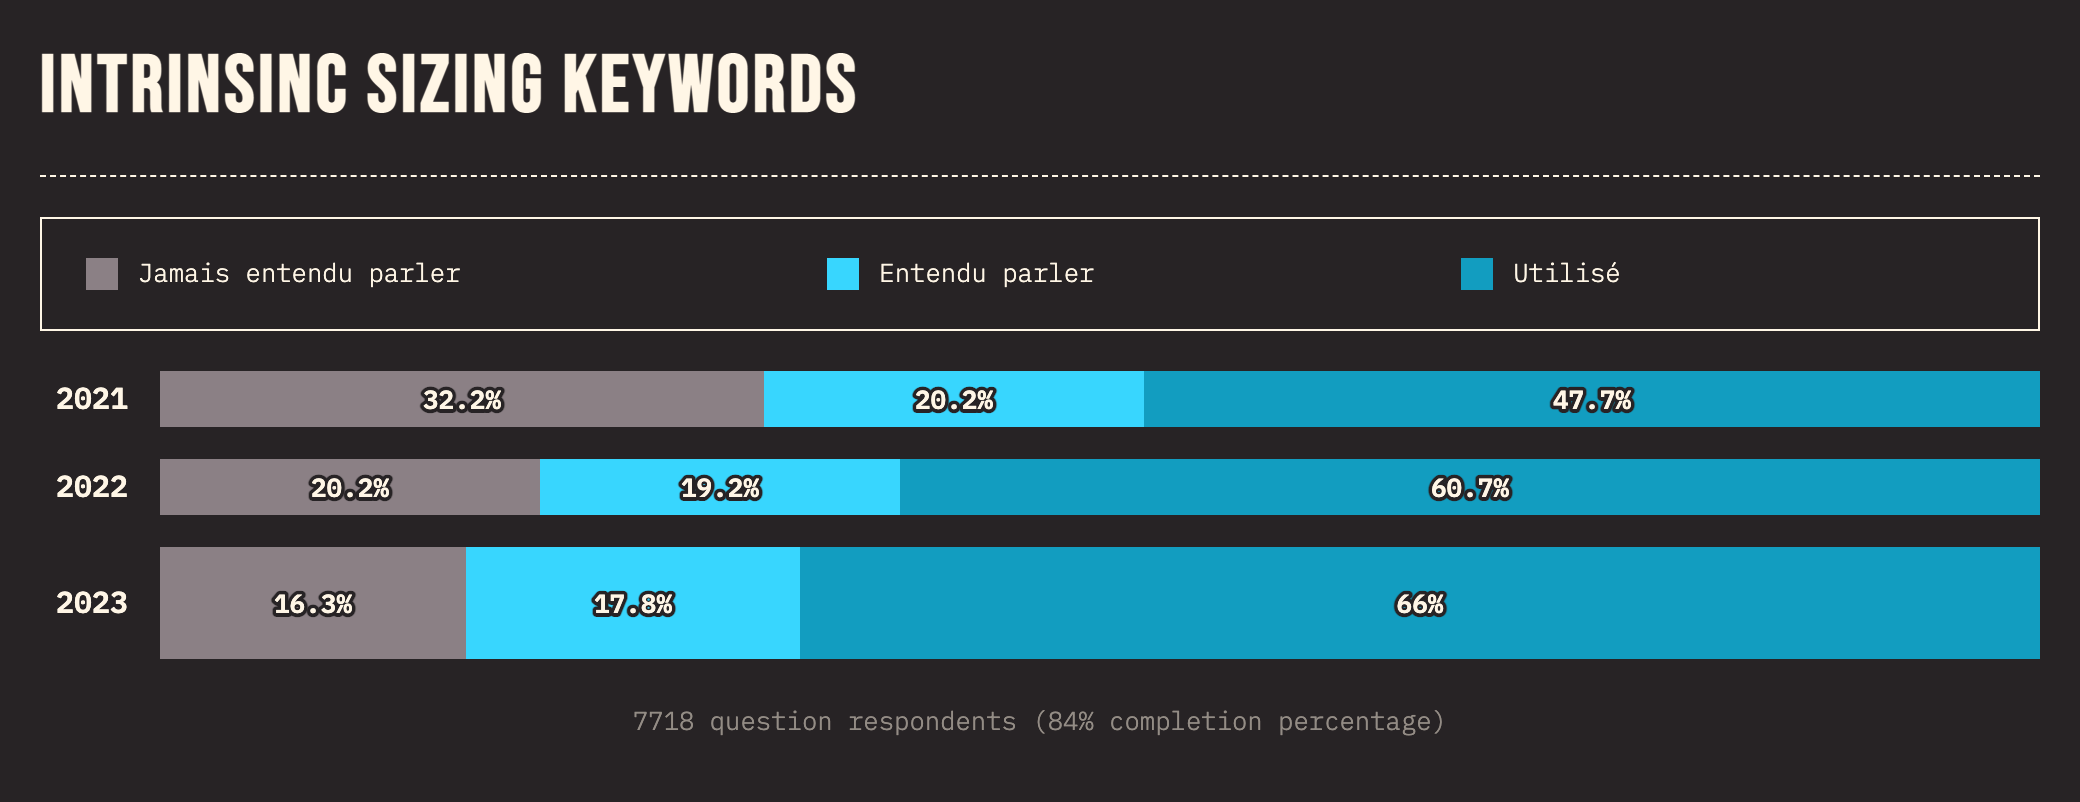 INTRINSINC SIZING KEYWORDS
Jamais entendu parler Entendu parler Utilisé
2021 32.2% 20.2% 47.7%
2022 20.2% 19.2% 60.7%
2023 16.3% 17.8% 66%
7718 question respondents (84% completion percentage)